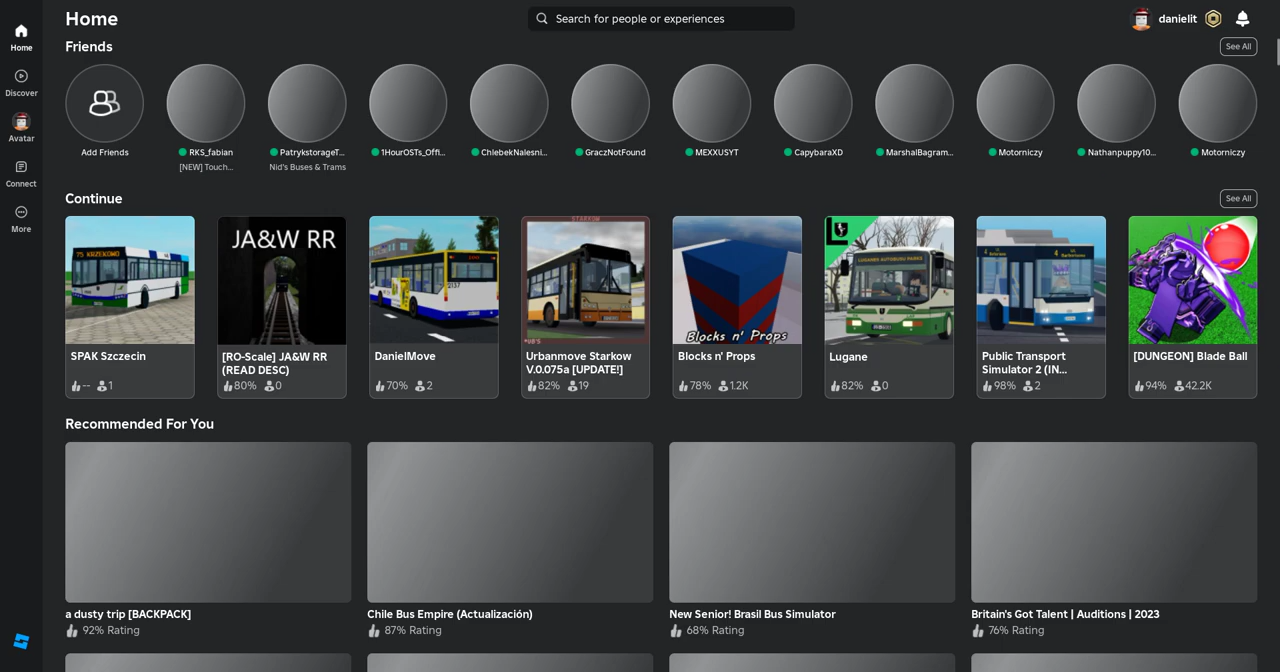 Home
Search for people or experiences
danielit
Home
Discover
Avatar
Connect
More
Friends
See All
Add Friends
RKS_fabian
[NEW] Touch...
PatrykstorageT...
Nid's Buses & Trams
1HourOSTs_Offi...
ChlebekNalesni...
GraczNotFound
MEXXUSYT
CapybaraXD
MarshalBagram...
Motorniczy
Nathanpuppy10...
Motorniczy
Continue
See All
JA&W RR
2137
STARKOW
Blocks n' Props
LUGANES AUTOBUSU PARKS
SPAK Szczecin
-- 1
[RO-Scale] JA&W RR
(READ DESC)
80% 0
DanielMove
70% 2
Urbanmove Starkow
V.0.075a [UPDATE!]
82% 19
Blocks n' Props
78% 1.2K
Lugane
82% 0
Public Transport
Simulator 2 (IN...
98% 2
[DUNGEON] Blade Ball
94% 42.2K
Recommended For You
a dusty trip [BACKPACK]
92% Rating
Chile Bus Empire (Actualización)
87% Rating
New Senior! Brasil Bus Simulator
68% Rating
Britain's Got Talent | Auditions | 2023
76% Rating